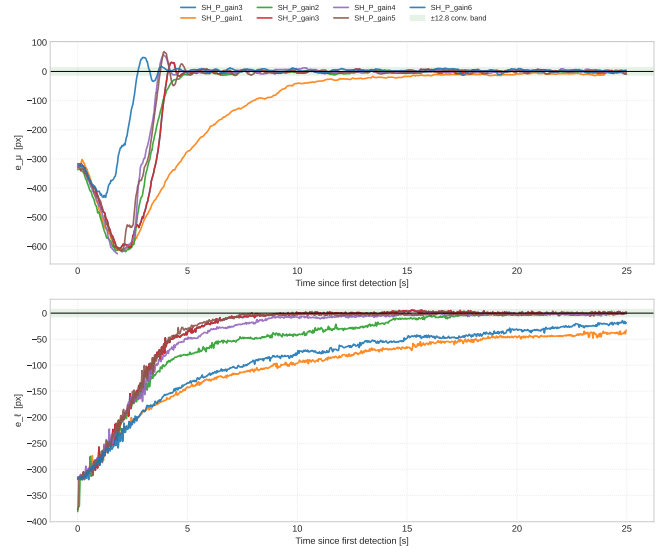 SH_P_gain3 SH_P_gain2 SH_P_gain4 SH_P_gain6
SH_P_gain1 SH_P_gain3 SH_P_gain5 ±12.8 conv. band
100
0
−100
−200
−300
−400
−500
−600
e_μ [px]
0 5 10 15 20 25
Time since first detection [s]
0
−50
−100
−150
−200
−250
−300
−350
−400
e_ℓ [px]
0 5 10 15 20 25
Time since first detection [s]